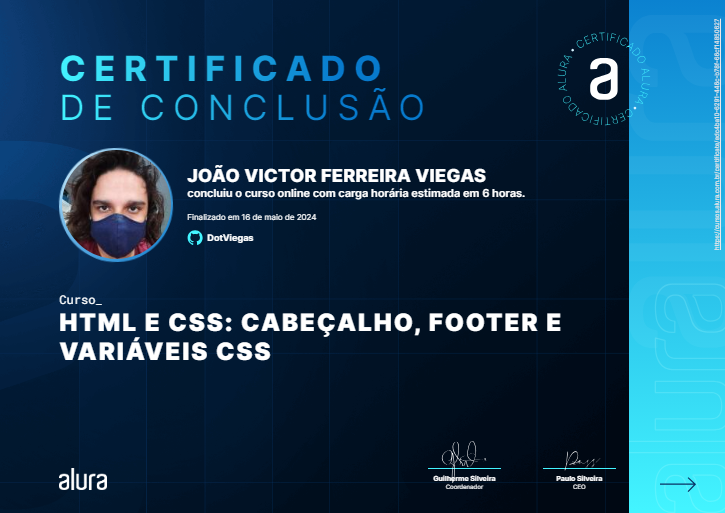 CERTIFICADO
DE CONCLUSÃO
CERTIFICADO ALURA • CERTIFICADO ALURA •
a
JOÃO VICTOR FERREIRA VIEGAS
concluiu o curso online com carga horária estimada em 6 horas.
Finalizado em 16 de maio de 2024
DotViegas
Curso_
HTML E CSS: CABEÇALHO, FOOTER E
VARIÁVEIS CSS
alura
Guilherme Silveira
Coordenador
Paulo Silveira
CEO
alura